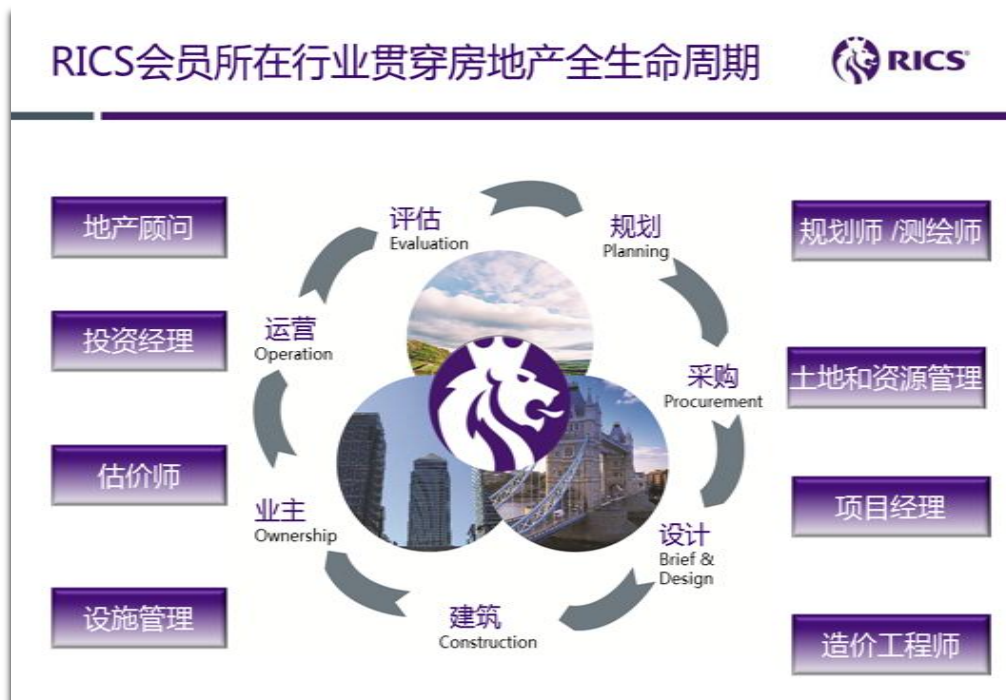 RICS会员所在行业贯穿房地产全生命周期
RICS
地产顾问
投资经理
估价师
设施管理
评估
Evaluation
规划
Planning
运营
Operation
采购
Procurement
业主
Ownership
设计
Brief &
Design
建筑
Construction
规划师 /测绘师
土地和资源管理
项目经理
造价工程师